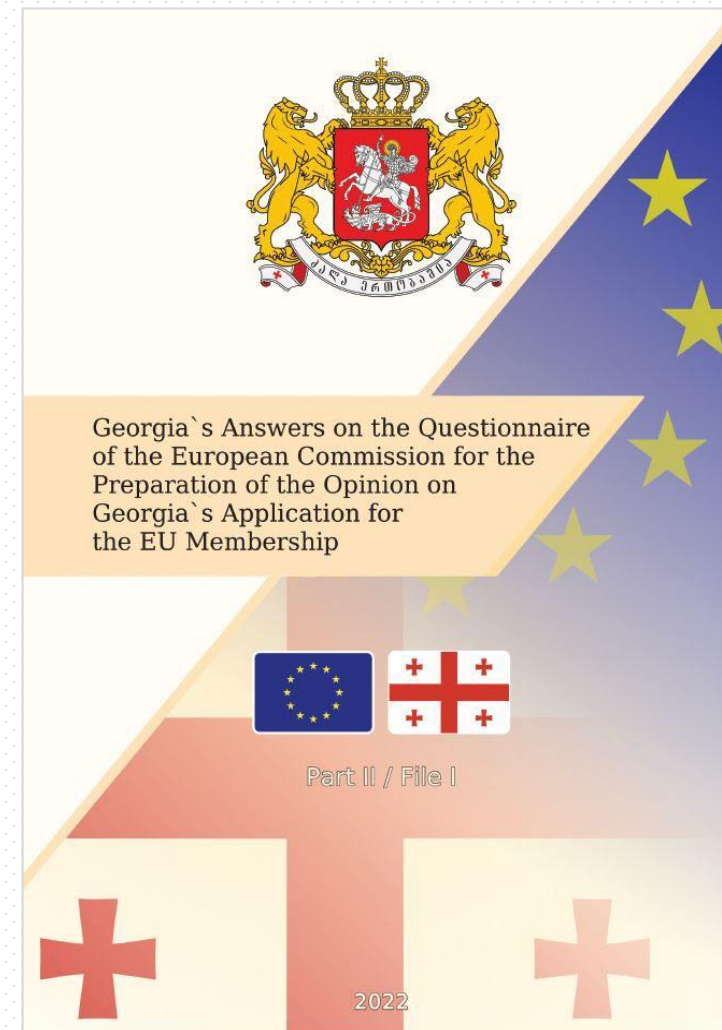 ძალა ერთობაშია
Georgia`s Answers on the Questionnaire
of the European Commission for the
Preparation of the Opinion on
Georgia`s Application for
the EU Membership
Part II / File I
2022